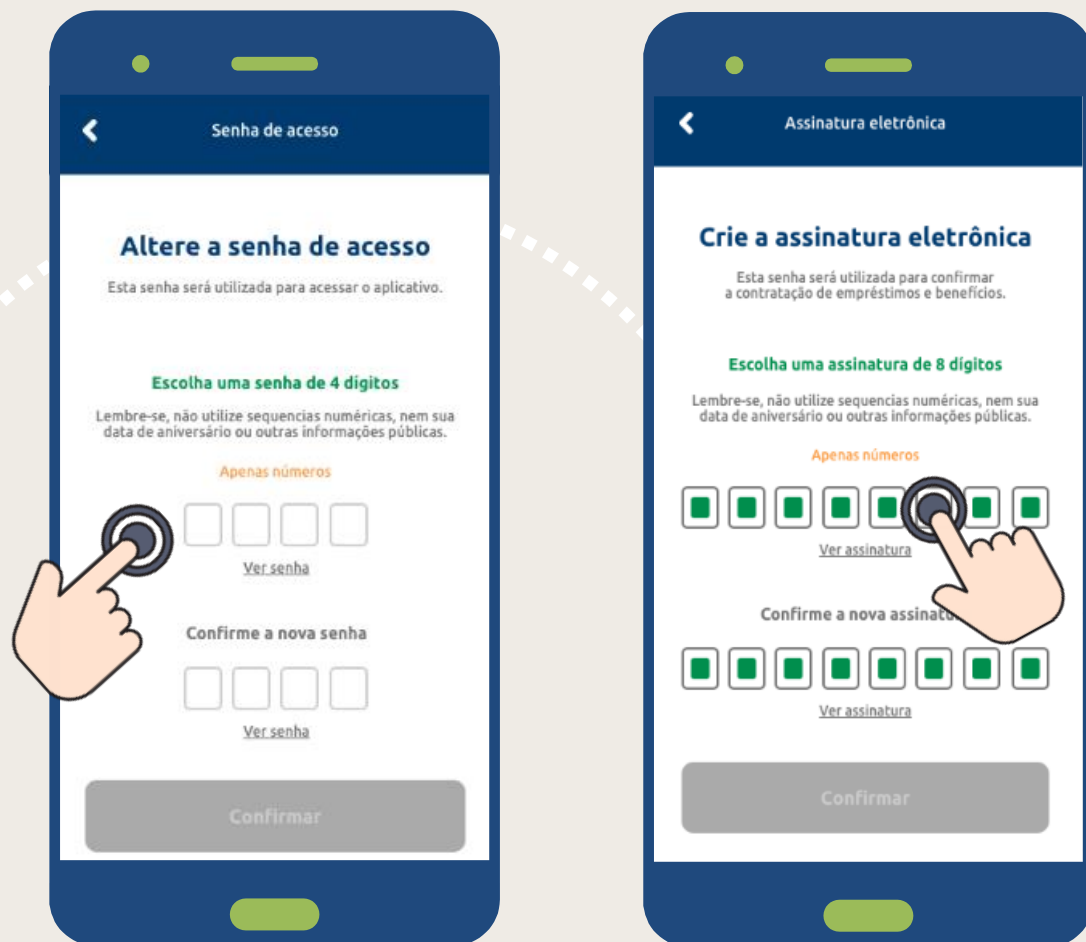 Senha de acesso
Altere a senha de acesso
Esta senha será utilizada para acessar o aplicativo.
Escolha uma senha de 4 dígitos
Lembre-se, não utilize sequencias numéricas, nem sua
data de aniversário ou outras informações públicas.
Apenas números
Ver senha
Confirme a nova senha
Ver senha
Confirmar
Assinatura eletrônica
Crie a assinatura eletrônica
Esta senha será utilizada para confirmar
a contratação de empréstimos e benefícios.
Escolha uma assinatura de 8 dígitos
Lembre-se, não utilize sequencias numéricas, nem sua
data de aniversário ou outras informações públicas.
Apenas números
Ver assinatura
Confirme a nova
Ver assinatura
Confirmar